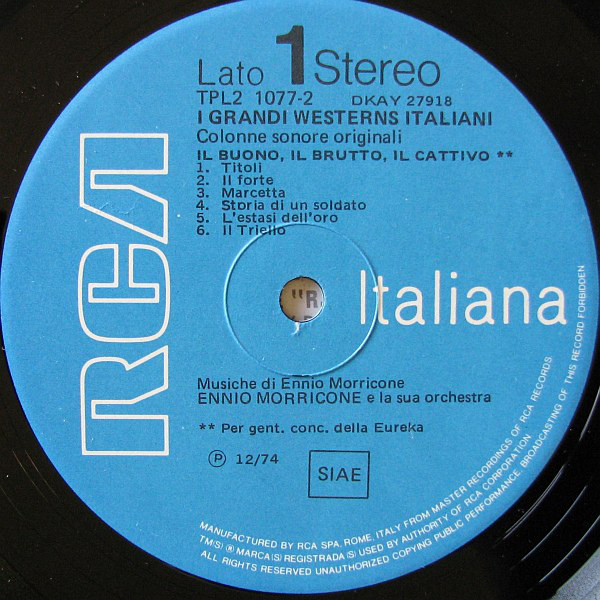 Lato 1 Stereo
TPL2 1077-2 DKAY 27918
I GRANDI WESTERNS ITALIANI
Colonne sonore originali
IL BUONO, IL BRUTTO, IL CATTIVO **
1. Titoli
2. Il forte
3. Marcetta
4. Storia di un soldato
5. L'estasi dell'oro
6. Il Triello
RCA
Italiana
"R
Musiche di Ennio Morricone
ENNIO MORRICONE e la sua orchestra
** Per gent. conc. della Eureka
Ⓟ 12/74
SIAE
MANUFACTURED BY RCA SPA, ROME, ITALY FROM MASTER RECORDINGS OF RCA RECORDS
TM(S) ® MARCA(S) REGISTRADA(S) USED BY AUTHORITY OF RCA CORPORATION
ALL RIGHTS RESERVED UNAUTHORIZED COPYING PUBLIC PERFORMANCE, BROADCASTING OF THIS RECORD FORBIDDEN